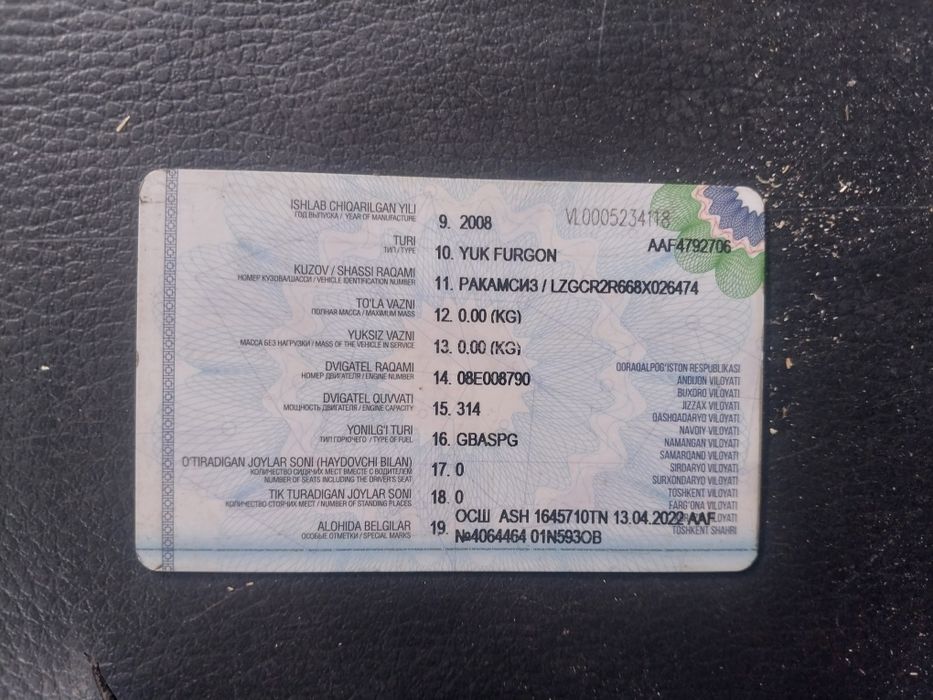 ISHLAB CHIQARILGAN YILI
ГОД ВЫПУСКА / YEAR OF MANUFACTURE
9. 2008
VL0005234118
TURI
ТИП / TYPE
10. YUK FURGON
AAF4792706
KUZOV / SHASSI RAQAMI
НОМЕР КУЗОВА/ШАССИ / VEHICLE IDENTIFICATION NUMBER
11. РАКАМСИЗ / LZGCR2R668X026474
TO'LA VAZNI
ПОЛНАЯ МАССА / MAXIMUM MASS
12. 0.00 (KG)
YUKSIZ VAZNI
МАССА БЕЗ НАГРУЗКИ / MASS OF THE VEHICLE IN SERVICE
13. 0.00 (KG)
DVIGATEL RAQAMI
НОМЕР ДВИГАТЕЛЯ / ENGINE NUMBER
14. 08E008790
DVIGATEL QUVVATI
МОЩНОСТЬ ДВИГАТЕЛЯ / ENGINE CAPACITY
15. 314
YONILG'I TURI
ТИП ГОРЮЧЕГО / TYPE OF FUEL
16. GBASPG
O'TIRADIGAN JOYLAR SONI (HAYDOVCHI BILAN)
КОЛИЧЕСТВО СИДЯЧИХ МЕСТ ВМЕСТЕ С ВОДИТЕЛЕМ
NUMBER OF SEATS INCLUDING THE DRIVER'S SEAT
17. 0
TIK TURADIGAN JOYLAR SONI
КОЛИЧЕСТВО СТОЯЧИХ МЕСТ / NUMBER OF STANDING PLACES
18. 0
ALOHIDA BELGILAR
ОСОБЫЕ ОТМЕТКИ / SPECIAL MARKS
19. ОСШ ASH 1645710TN 13.04.2022 AAF
№4064464 01N593OB
QORAQALPOG'ISTON RESPUBLIKASI
ANDIJON VILOYATI
BUXORO VILOYATI
JIZZAX VILOYATI
QASHQADARYO VILOYATI
NAVOIY VILOYATI
NAMANGAN VILOYATI
SAMARQAND VILOYATI
SIRDARYO VILOYATI
SURXONDARYO VILOYATI
TOSHKENT VILOYATI
FARG'ONA VILOYATI
VILOYATI
TOSHKENT SHAHRI